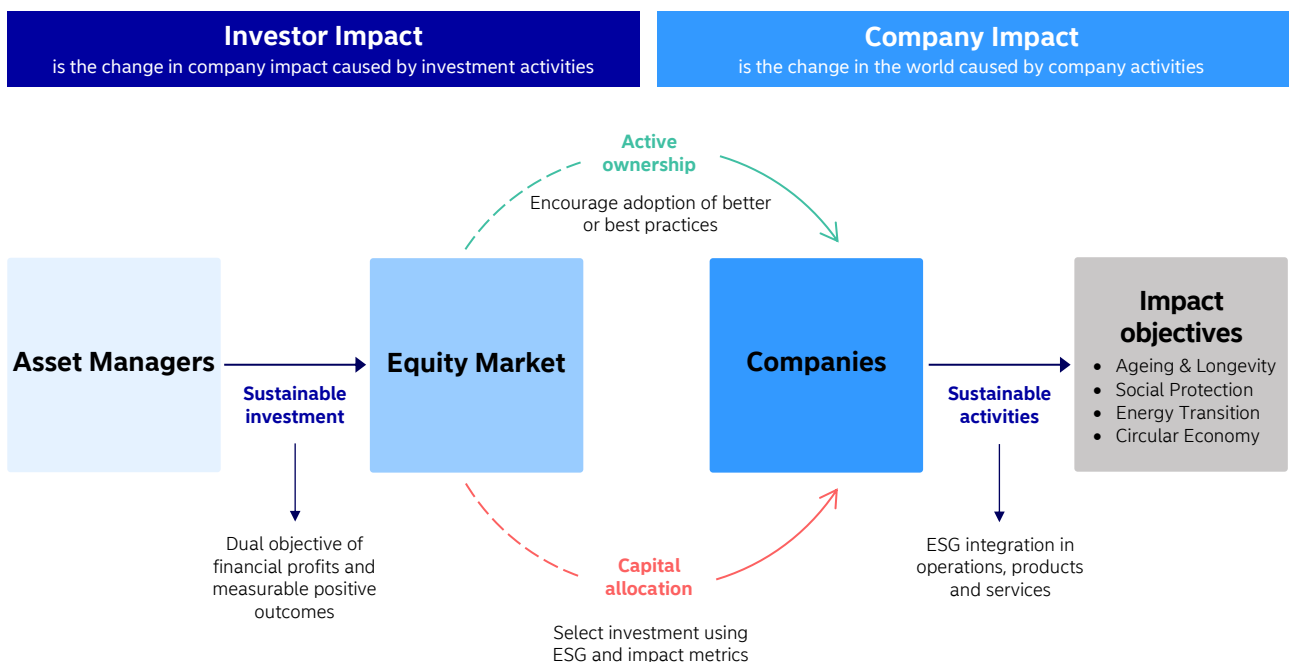 Investor Impact
is the change in company impact caused by investment activities
Company Impact
is the change in the world caused by company activities
Active
ownership
Encourage adoption of better
or best practices
Asset Managers
Sustainable
investment
Dual objective of
financial profits and
measurable positive
outcomes
Equity Market
Capital
allocation
Select investment using
ESG and impact metrics
Companies
Sustainable
activities
ESG integration in
operations, products
and services
Impact
objectives
• Ageing & Longevity
• Social Protection
• Energy Transition
• Circular Economy